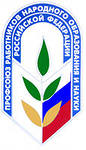 ПРОФСОЮЗ РАБОТНИКОВ НАРОДНОГО ОБРАЗОВАНИЯ И НАУКИ
РОССИЙСКОЙ ФЕДЕРАЦИИ